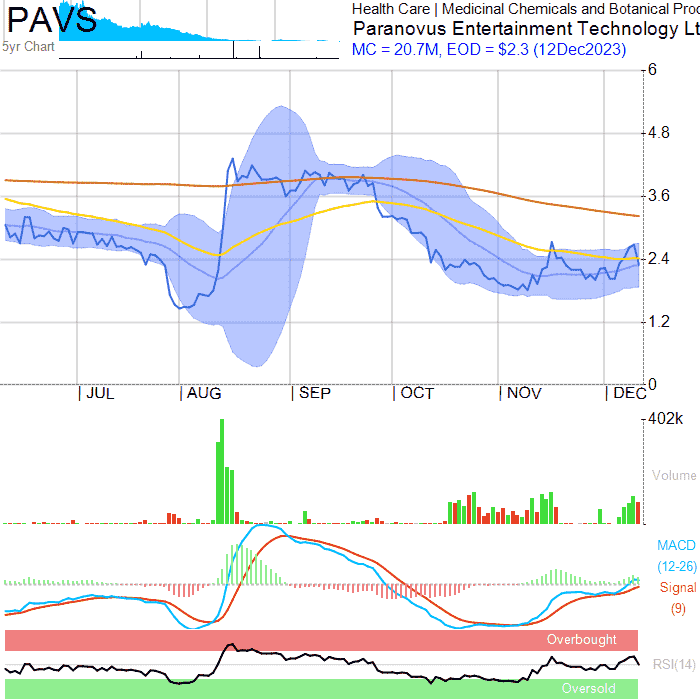 PAVS
5yr Chart
Health Care | Medicinal Chemicals and Botanical Proc
Paranovus Entertainment Technology Lt
MC = 20.7M, EOD = $2.3 (12Dec2023)
6
4.8
3.6
2.4
1.2
0
JUL AUG SEP OCT NOV DEC
402k
Volume
MACD
(12-26)
Signal
(9)
Overbought
RSI(14)
Oversold